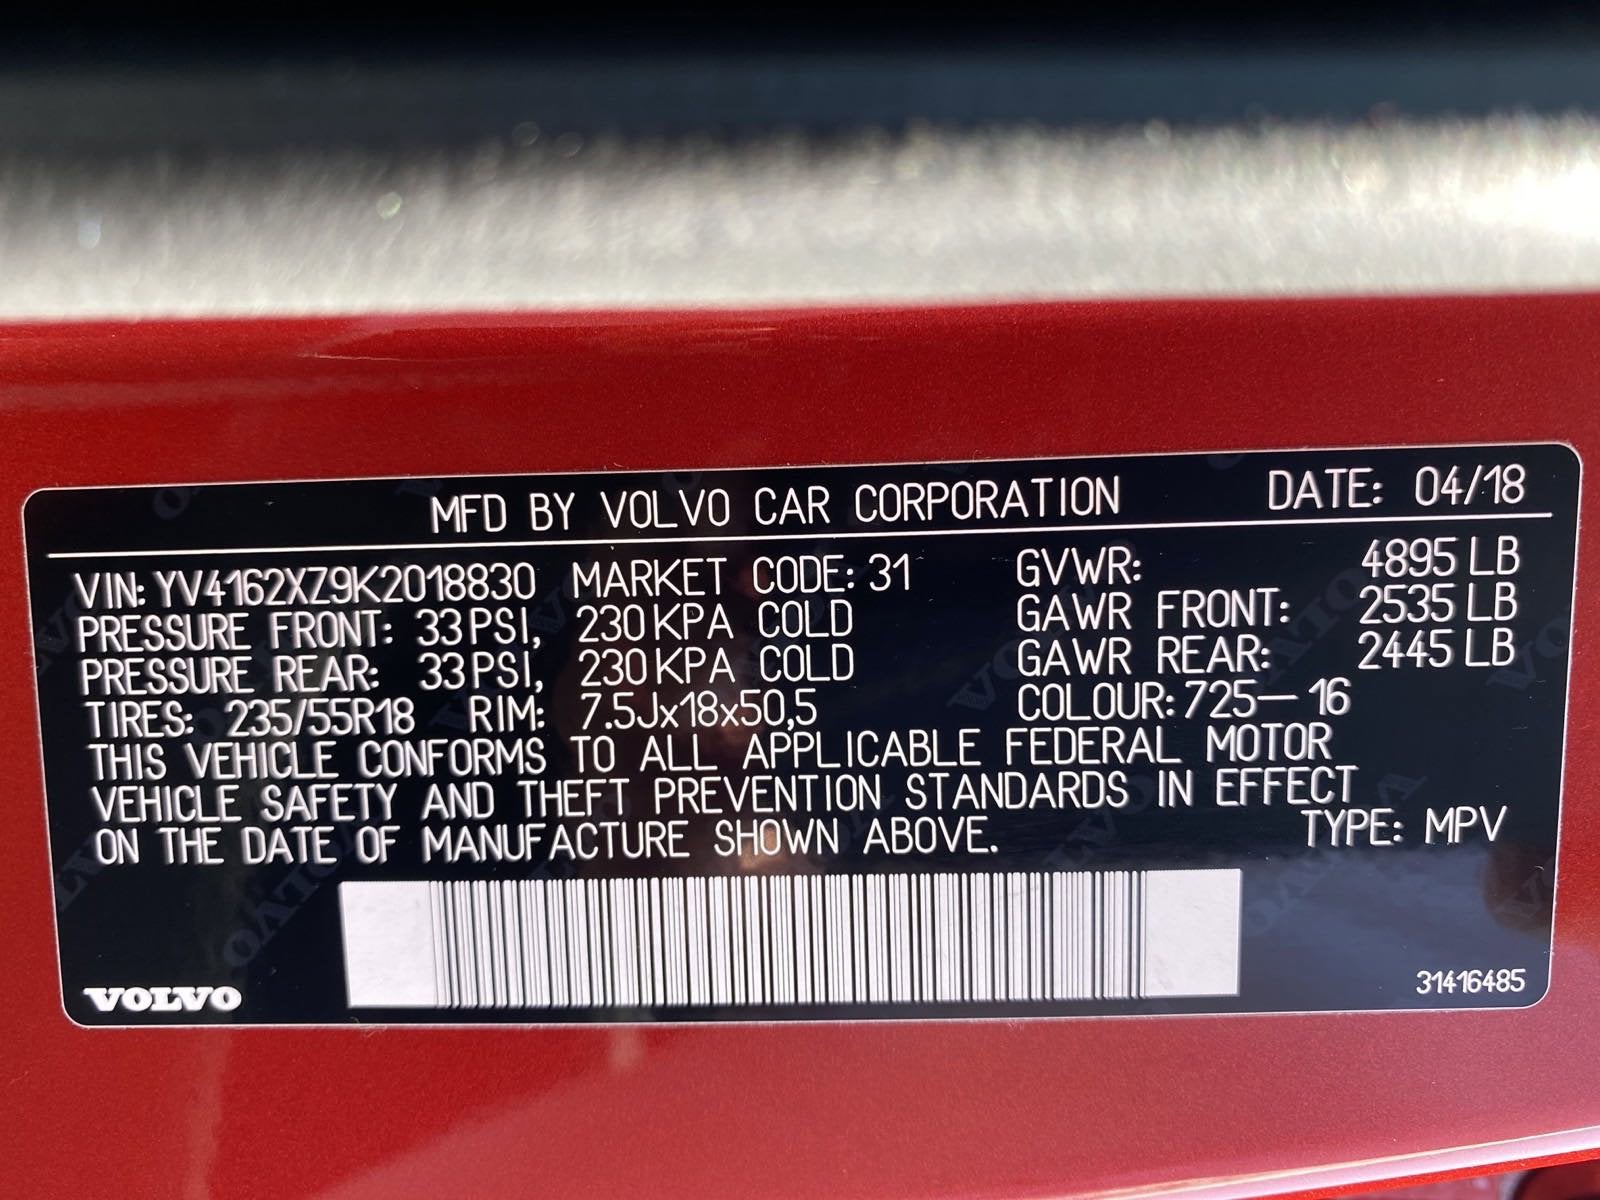 MFD BY VOLVO CAR CORPORATION DATE: 04/18
VIN: YV4162XZ9K2018830 MARKET CODE: 31 GVWR: 4895 LB
PRESSURE FRONT: 33 PSI, 230 KPA COLD GAWR FRONT: 2535 LB
PRESSURE REAR: 33 PSI, 230 KPA COLD GAWR REAR: 2445 LB
TIRES: 235/55R18 RIM: 7.5Jx18x50,5 COLOUR: 725-16
THIS VEHICLE CONFORMS TO ALL APPLICABLE FEDERAL MOTOR
VEHICLE SAFETY AND THEFT PREVENTION STANDARDS IN EFFECT
ON THE DATE OF MANUFACTURE SHOWN ABOVE. TYPE: MPV
VOLVO 31416485